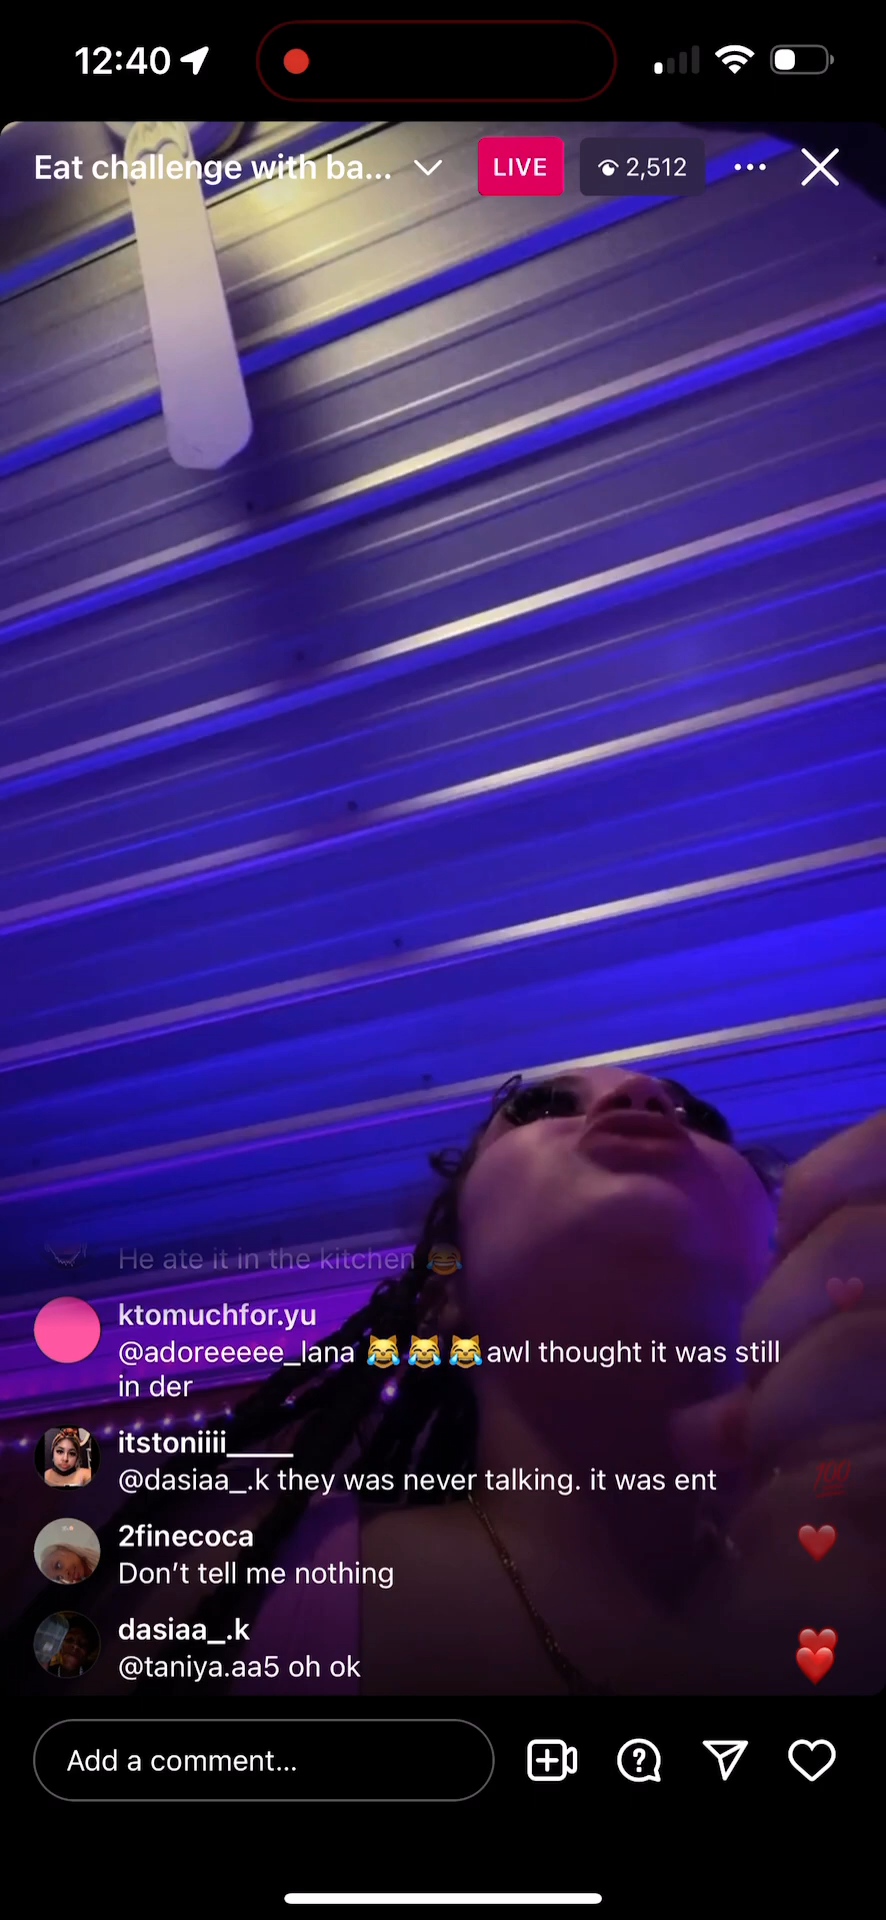 12:40
Eat challenge with ba...
LIVE
2,512
He ate it in the kitchen 😂
ktomuchfor.yu
@adoreeeee_lana 😹😹😹awl thought it was still
in der
itstoniiii_____
@dasiaa_.k they was never talking. it was ent
2finecoca
Don’t tell me nothing
dasiaa_.k
@taniya.aa5 oh ok
💯
Add a comment...